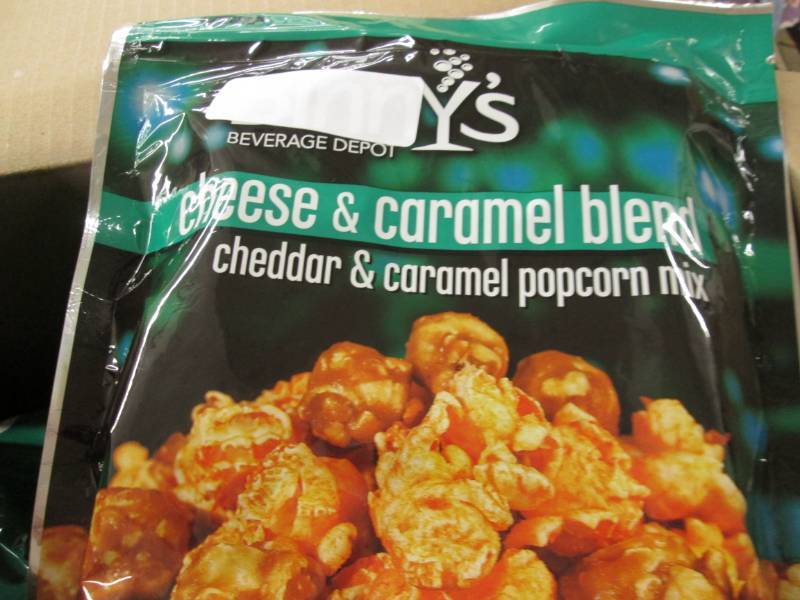 Y's
BEVERAGE DEPOT
cheese & caramel blend
cheddar & caramel popcorn mix